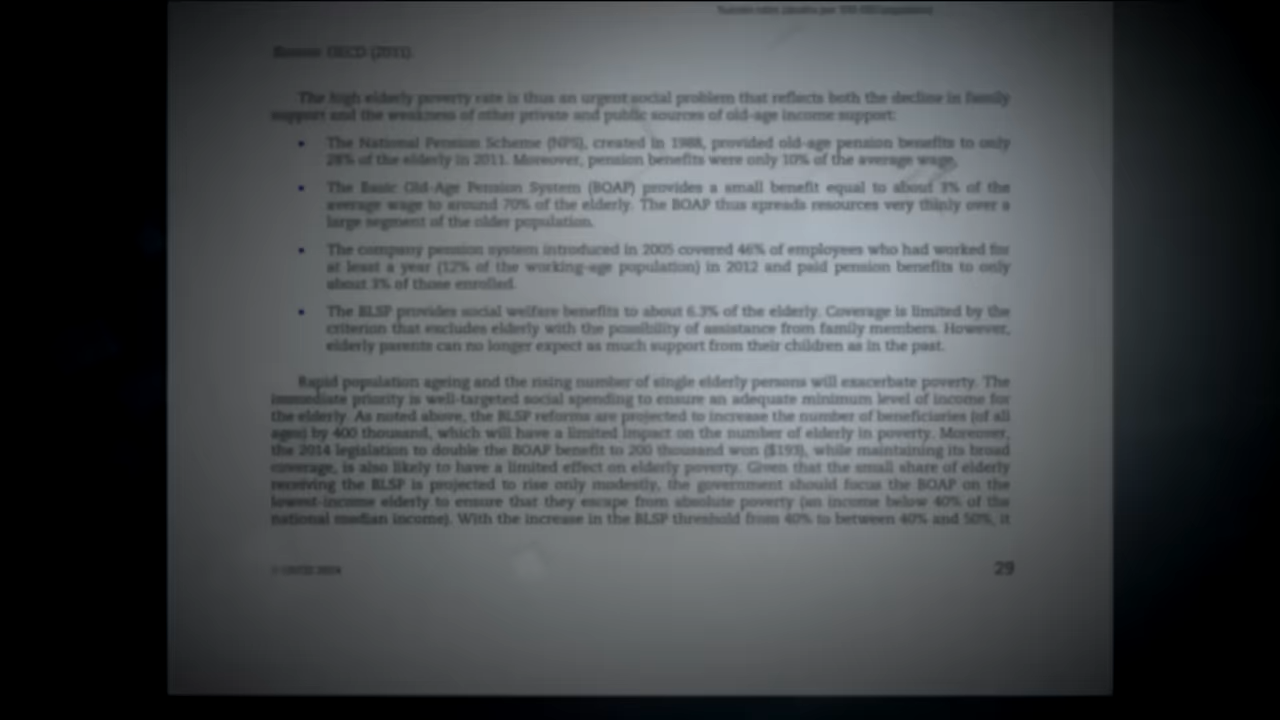 Suicide rates (deaths per 100 000 population)
Source: OECD (2011).
The high elderly poverty rate is thus an urgent social problem that reflects both the decline in family
support and the weakness of other private and public sources of old-age income support:
• The National Pension Scheme (NPS), created in 1988, provided old-age pension benefits to only
28% of the elderly in 2011. Moreover, pension benefits were only 10% of the average wage.
• The Basic Old-Age Pension System (BOAP) provides a small benefit equal to about 3% of the
average wage to around 70% of the elderly. The BOAP thus spreads resources very thinly over a
large segment of the older population.
• The company pension system introduced in 2005 covered 46% of employees who had worked for
at least a year (12% of the working-age population) in 2012 and paid pension benefits to only
about 3% of those enrolled.
• The BLSP provides social welfare benefits to about 6.3% of the elderly. Coverage is limited by the
criterion that excludes elderly with the possibility of assistance from family members. However,
elderly parents can no longer expect as much support from their children as in the past.
Rapid population ageing and the rising number of single elderly persons will exacerbate poverty. The
immediate priority is well-targeted social spending to ensure an adequate minimum level of income for
the elderly. As noted above, the BLSP reforms are projected to increase the number of beneficiaries (of all
ages) by 400 thousand, which will have a limited impact on the number of elderly in poverty. Moreover,
the 2014 legislation to double the BOAP benefit to 200 thousand won ($193), while maintaining its broad
coverage, is also likely to have a limited effect on elderly poverty. Given that the small share of elderly
receiving the BLSP is projected to rise only modestly, the government should focus the BOAP on the
lowest-income elderly to ensure that they escape from absolute poverty (an income below 40% of the
national median income). With the increase in the BLSP threshold from 40% to between 40% and 50%, it
© OECD 2014
29